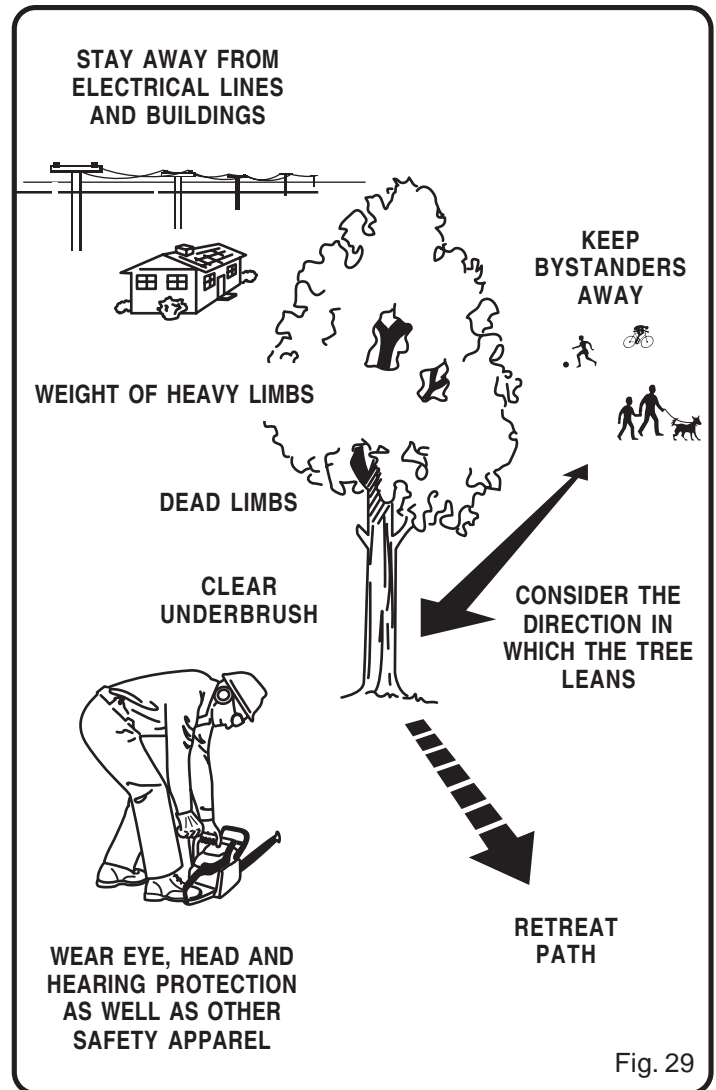 STAY AWAY FROM
ELECTRICAL LINES
AND BUILDINGS
KEEP
BYSTANDERS
AWAY
WEIGHT OF HEAVY LIMBS
DEAD LIMBS
CLEAR
UNDERBRUSH
CONSIDER THE
DIRECTION IN
WHICH THE TREE
LEANS
RETREAT
PATH
WEAR EYE, HEAD AND
HEARING PROTECTION
AS WELL AS OTHER
SAFETY APPAREL
Fig. 29